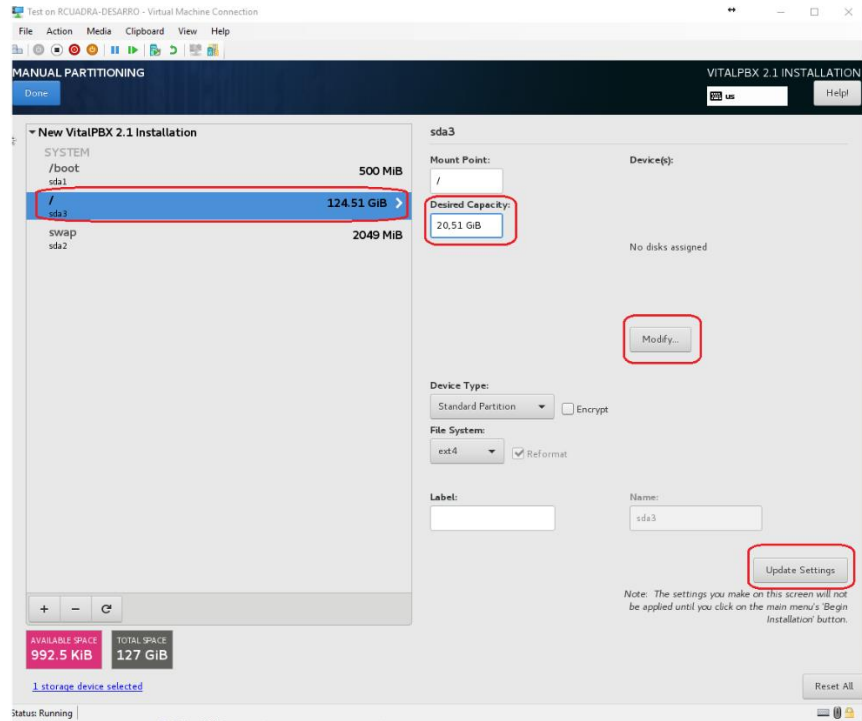 Test on RCUADRA-DESARRO - Virtual Machine Connection
File Action Media Clipboard View Help
MANUAL PARTITIONING
VITALPBX 2.1 INSTALLATION
Done
us
Help!
New VitalPBX 2.1 Installation
SYSTEM
/boot
500 MiB
sda1
/
124.51 GiB
sda3
swap
2049 MiB
sda2
+ −
AVAILABLE SPACE
992.5 KiB
TOTAL SPACE
127 GiB
1 storage device selected
sda3
Mount Point:
/
Desired Capacity:
20,51 GiB
Device(s):
No disks assigned
Modify...
Device Type:
Standard Partition
Encrypt
File System:
ext4
Reformat
Label:
Name:
sda3
Update Settings
Note: The settings you make on this screen will not
be applied until you click on the main menu's 'Begin
Installation' button.
Reset All
Status: Running